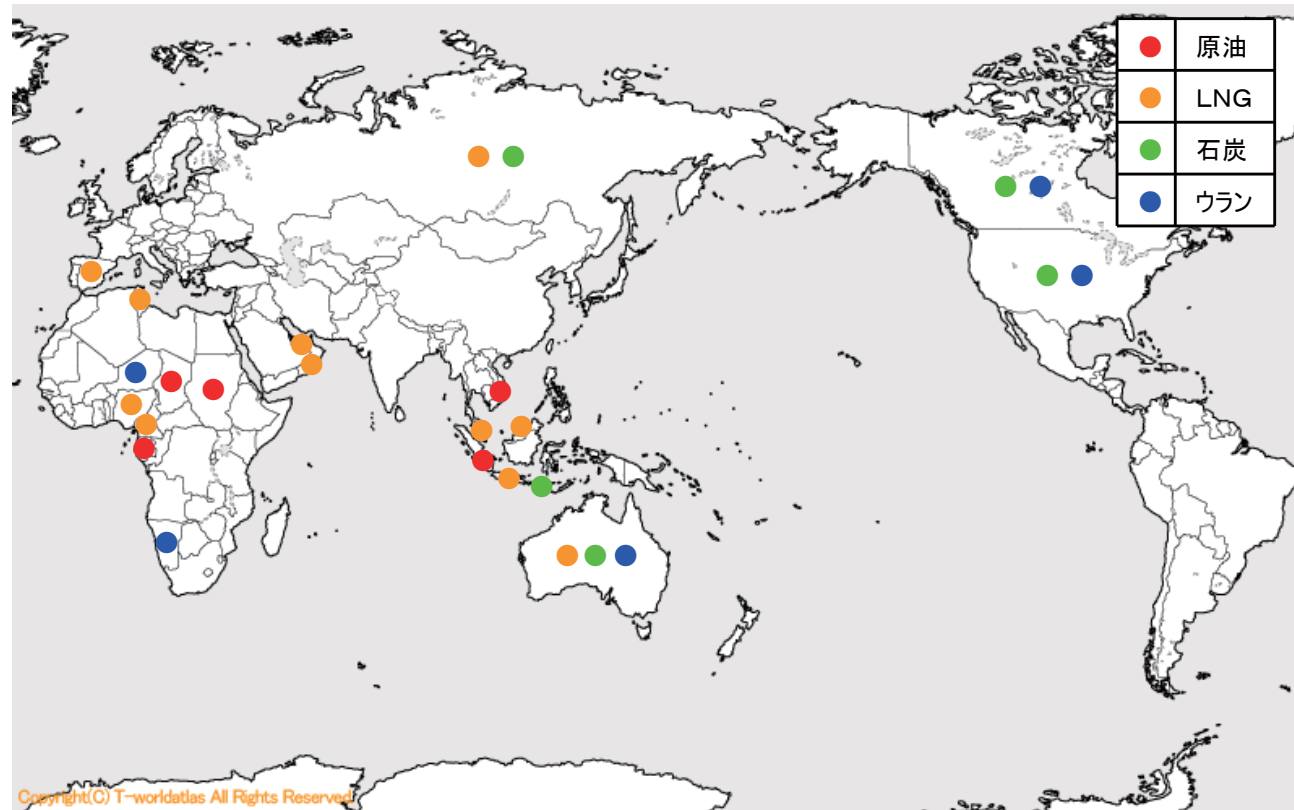 原油
LNG
石炭
ウラン
Copyright(C) T-worldatlas All Rights Reserved